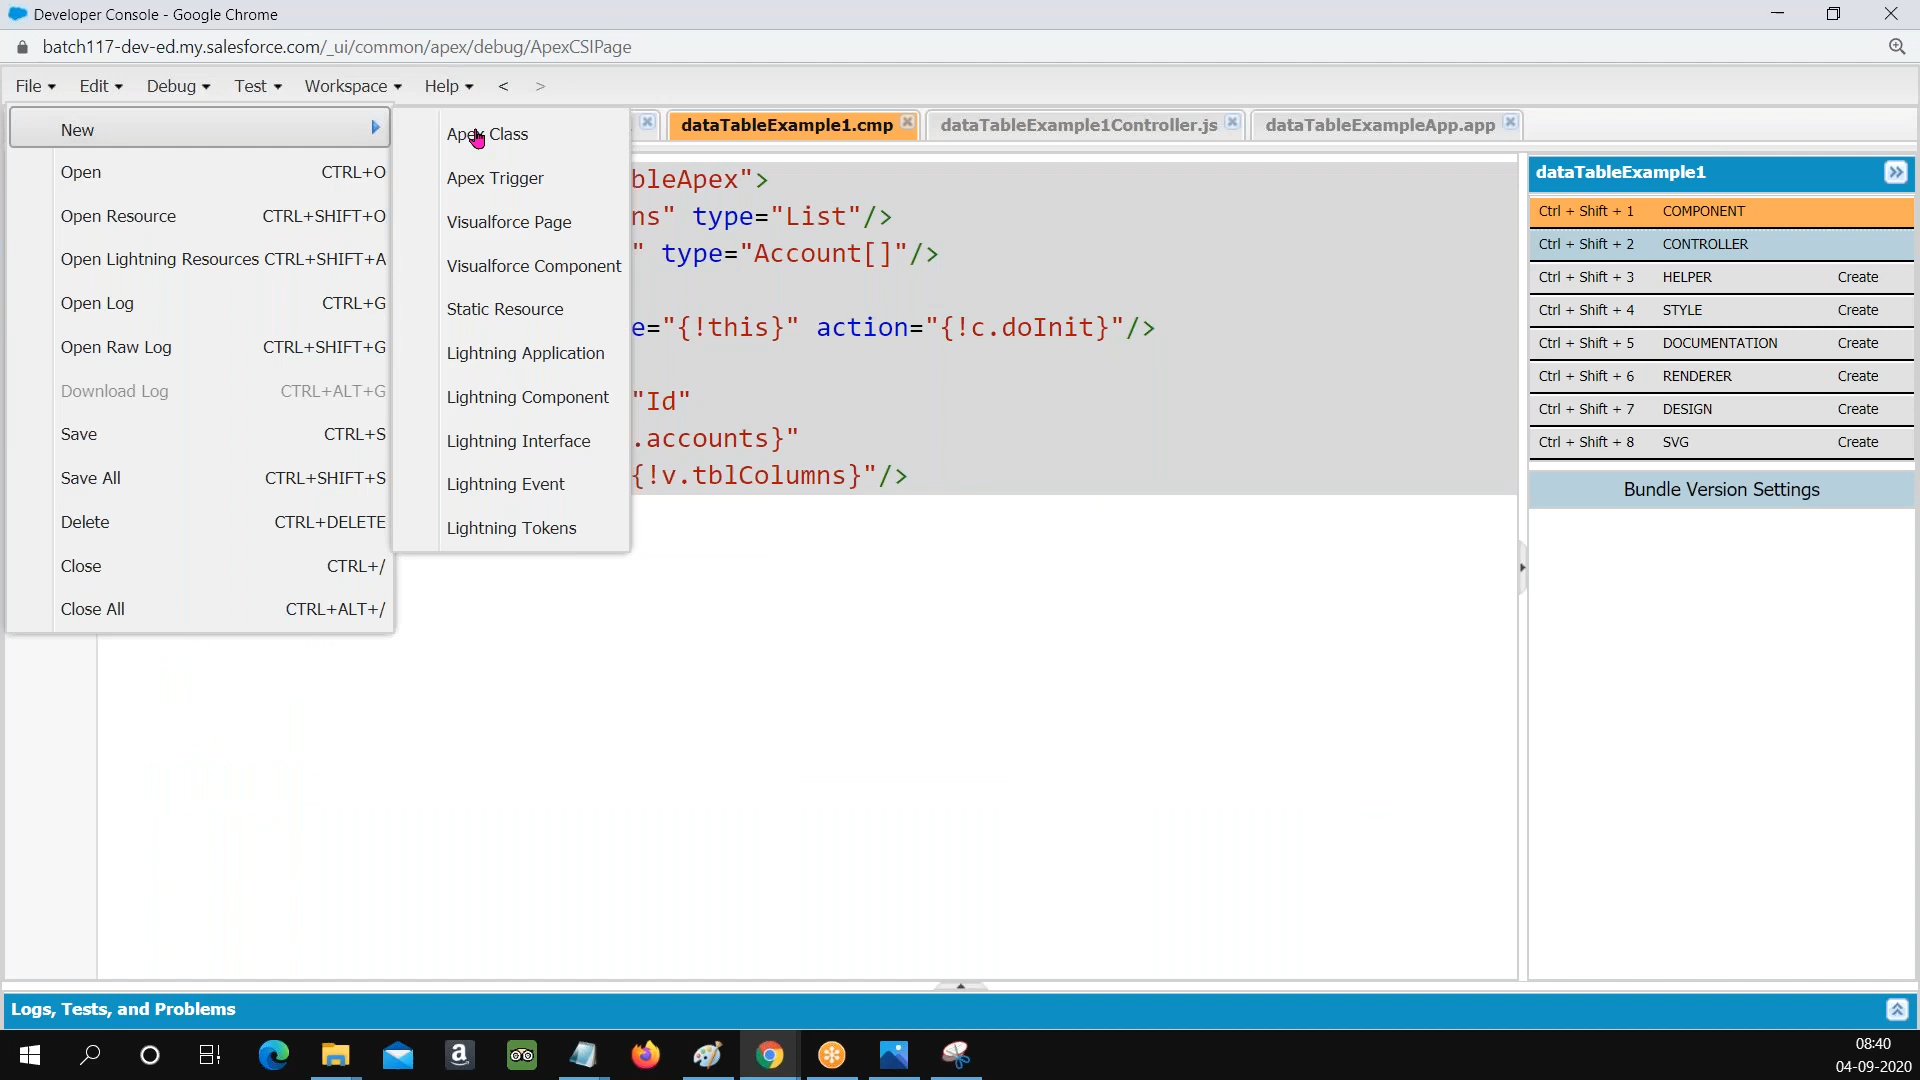 Developer Console - Google Chrome
batch117-dev-ed.my.salesforce.com/_ui/common/apex/debug/ApexCSIPage
File Edit Debug Test Workspace Help < >
dataTableExample1.cmp dataTableExample1Controller.js dataTableExampleApp.app
New
Open CTRL+O
Open Resource CTRL+SHIFT+O
Open Lightning Resources CTRL+SHIFT+A
Open Log CTRL+G
Open Raw Log CTRL+SHIFT+G
Download Log CTRL+ALT+G
Save CTRL+S
Save All CTRL+SHIFT+S
Delete CTRL+DELETE
Close CTRL+/
Close All CTRL+ALT+/
Apex Class
Apex Trigger
Visualforce Page
Visualforce Component
Static Resource
Lightning Application
Lightning Component
Lightning Interface
Lightning Event
Lightning Tokens
bleApex">
ns" type="List"/>
" type="Account[]"/>
e="{!this}" action="{!c.doInit}"/>
"Id"
.accounts}"
{!v.tblColumns}"/>
dataTableExample1
Ctrl + Shift + 1 COMPONENT
Ctrl + Shift + 2 CONTROLLER
Ctrl + Shift + 3 HELPER Create
Ctrl + Shift + 4 STYLE Create
Ctrl + Shift + 5 DOCUMENTATION Create
Ctrl + Shift + 6 RENDERER Create
Ctrl + Shift + 7 DESIGN Create
Ctrl + Shift + 8 SVG Create
Bundle Version Settings
Logs, Tests, and Problems
08:40
04-09-2020